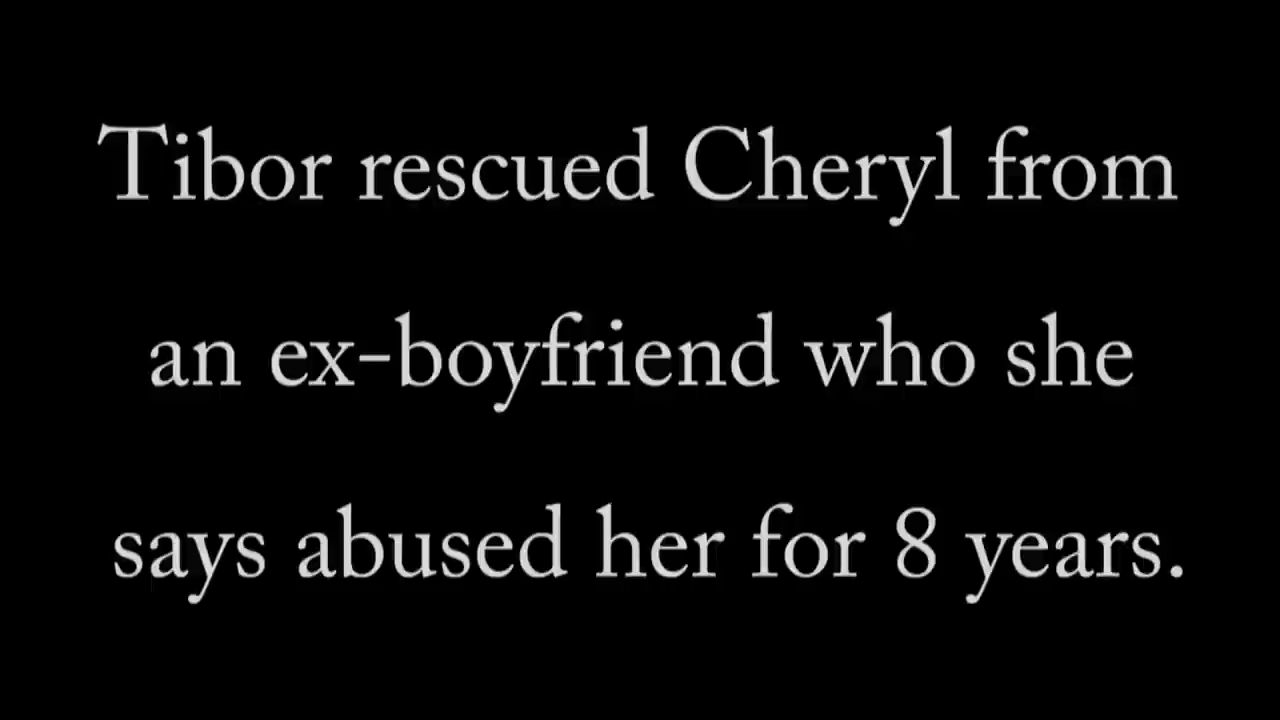 Tibor rescued Cheryl from
an ex-boyfriend who she
says abused her for 8 years.